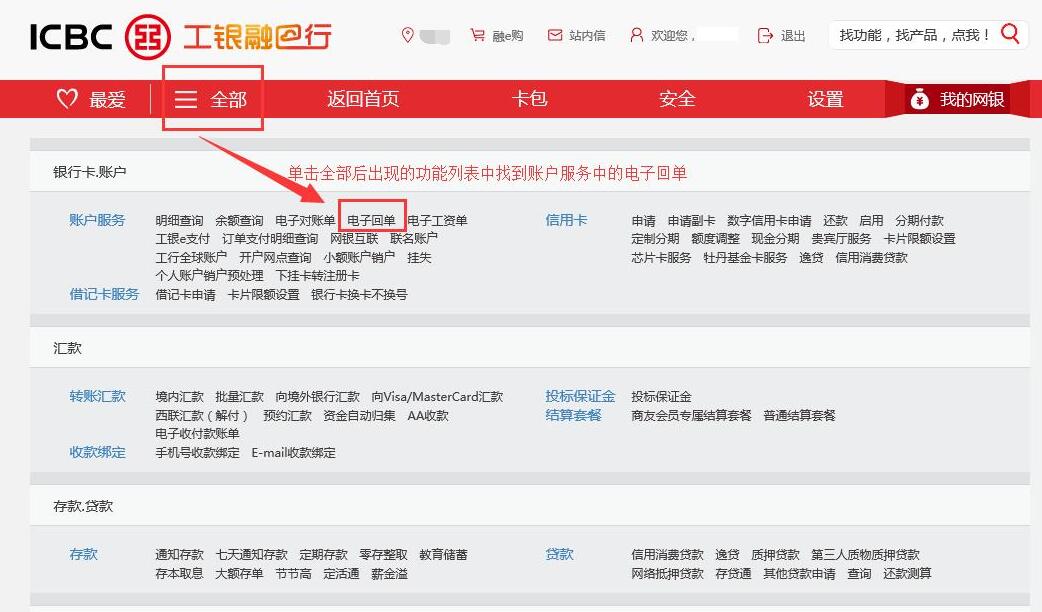 ICBC 工银融e行
融e购 站内信 欢迎您， 退出 找功能，找产品，点我！
最爱 全部 返回首页 卡包 安全 设置 我的网银
银行卡.账户 单击全部后出现的功能列表中找到账户服务中的电子回单
账户服务 明细查询 余额查询 电子对账单 电子回单 电子工资单 信用卡 申请 申请副卡 数字信用卡申请 还款 启用 分期付款
工银e支付 订单支付明细查询 网银互联 联名账户 定制分期 额度调整 现金分期 贵宾厅服务 卡片限额设置
工行全球账户 开户网点查询 小额账户销户 挂失 芯片卡服务 牡丹基金卡服务 逸贷 信用消费贷款
个人账户销户预处理 下挂卡转注册卡
借记卡服务 借记卡申请 卡片限额设置 银行卡换卡不换号
汇款
转账汇款 境内汇款 批量汇款 向境外银行汇款 向Visa/MasterCard汇款 投标保证金 投标保证金
西联汇款（解付） 预约汇款 资金自动归集 AA收款 结算套餐 商友会员专属结算套餐 普通结算套餐
电子收付款账单
收款绑定 手机号收款绑定 E-mail收款绑定
存款.贷款
存款 通知存款 七天通知存款 定期存款 零存整取 教育储蓄 贷款 信用消费贷款 逸贷 质押贷款 第三人质物质押贷款
存本取息 大额存单 节节高 定活通 薪金溢 网络抵押贷款 存贷通 其他贷款申请 查询 还款测算